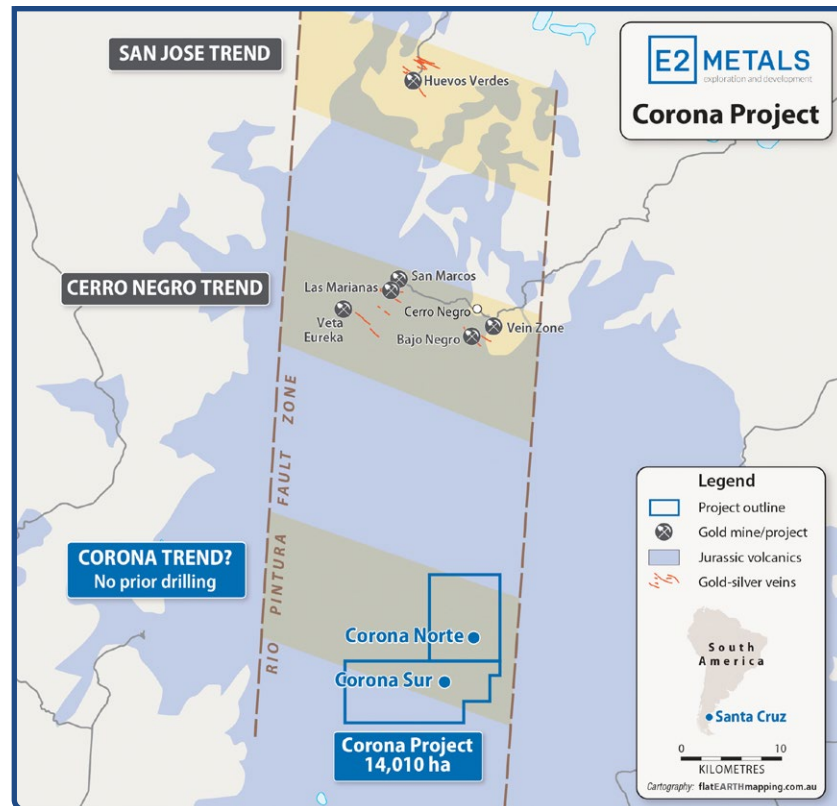 SAN JOSE TREND
Huevos Verdes
E2 METALS
exploration and development
Corona Project
CERRO NEGRO TREND
San Marcos
Las Marianas
Cerro Negro
Veta
Eureka
Bajo Negro
Vein Zone
RIO PINTURA FAULT ZONE
CORONA TREND?
No prior drilling
Corona Norte
Corona Sur
Corona Project
14,010 ha
Legend
Project outline
Gold mine/project
Jurassic volcanics
Gold-silver veins
South
America
Santa Cruz
0 10
KILOMETRES
Cartography: flatEARTHmapping.com.au